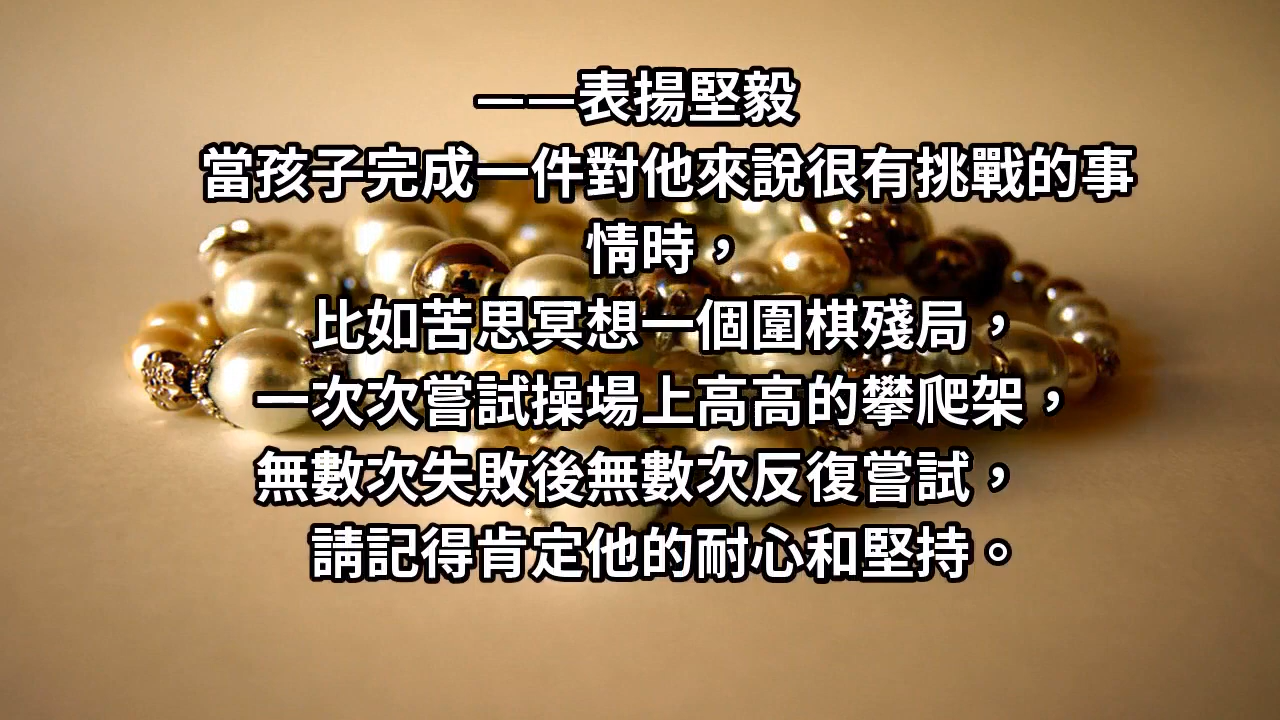 ——表揚堅毅
當孩子完成一件對他來說很有挑戰的事
情時，
比如苦思冥想一個圍棋殘局，
一次次嘗試操場上高高的攀爬架，
無數次失敗後無數次反復嘗試，
請記得肯定他的耐心和堅持。